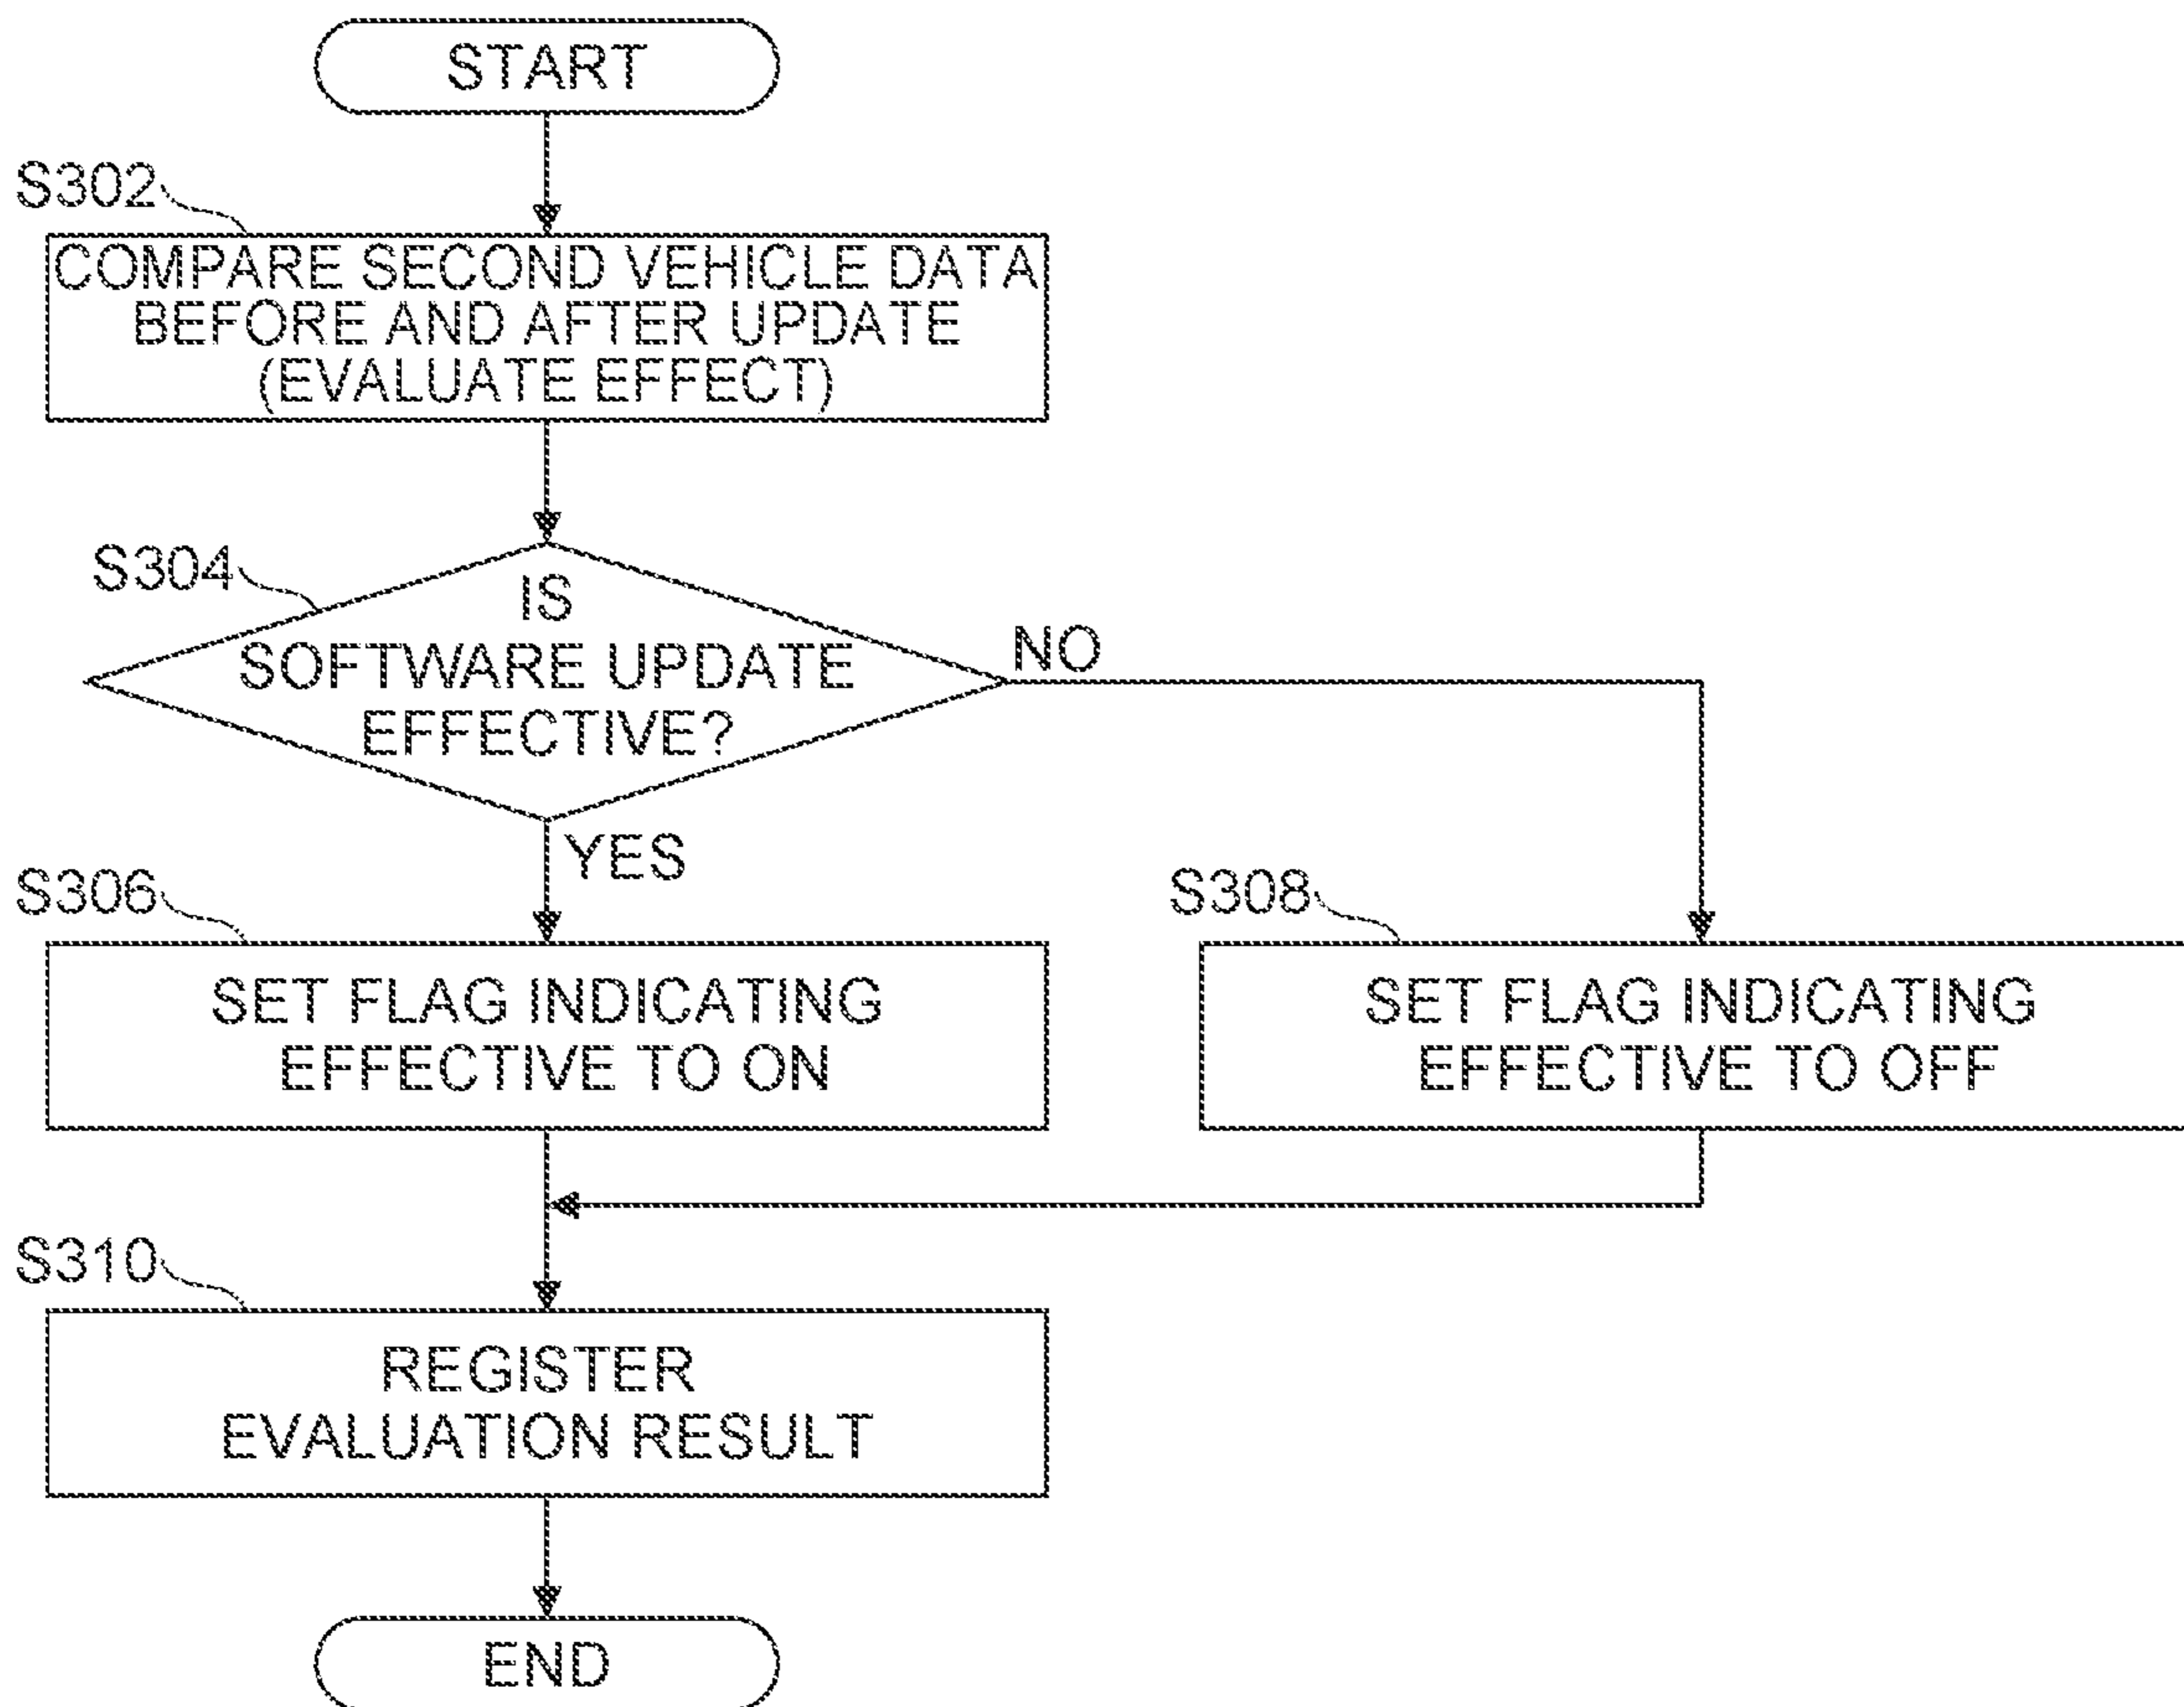 START
S302
COMPARE SECOND VEHICLE DATA
BEFORE AND AFTER UPDATE
(EVALUATE EFFECT)
S304
IS
SOFTWARE UPDATE
EFFECTIVE?
NO
YES
S306
SET FLAG INDICATING
EFFECTIVE TO ON
S308
SET FLAG INDICATING
EFFECTIVE TO OFF
S310
REGISTER
EVALUATION RESULT
END